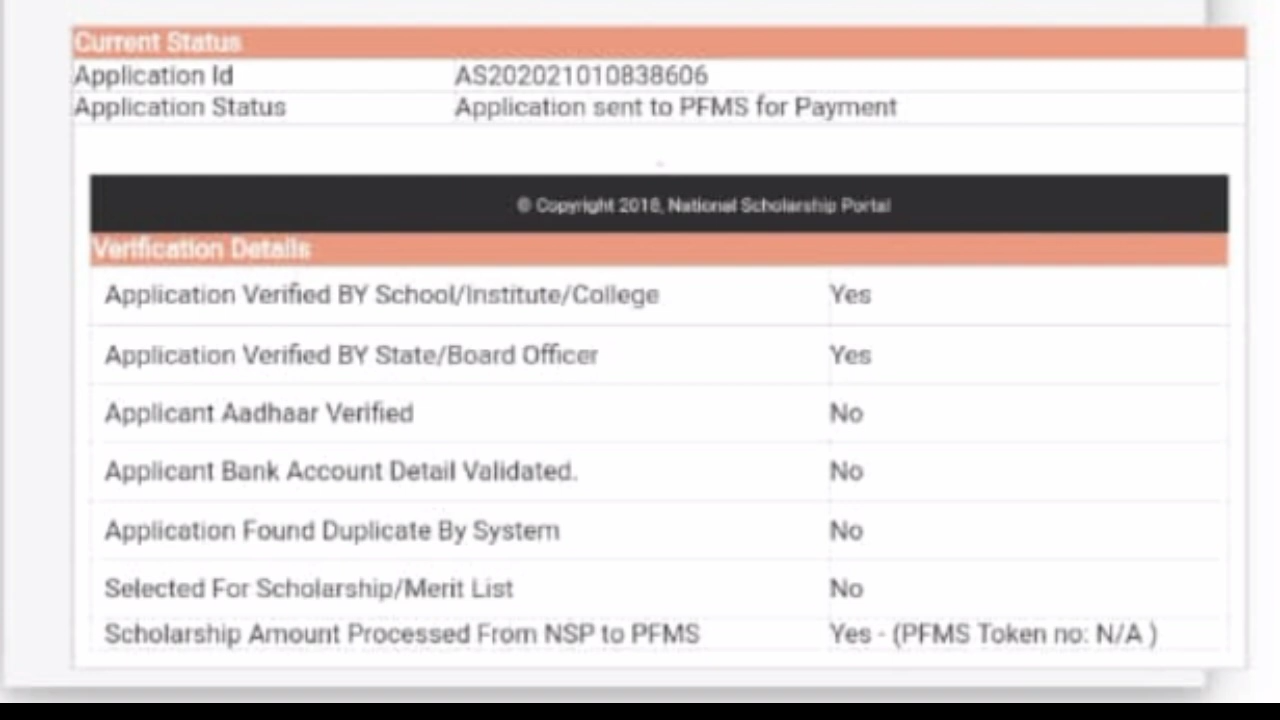 Current Status
Application Id AS202021010838606
Application Status Application sent to PFMS for Payment
© Copyright 2018, National Scholarship Portal
Verification Details
Application Verified BY School/Institute/College Yes
Application Verified BY State/Board Officer Yes
Applicant Aadhaar Verified No
Applicant Bank Account Detail Validated. No
Application Found Duplicate By System No
Selected For Scholarship/Merit List No
Scholarship Amount Processed From NSP to PFMS Yes - (PFMS Token no: N/A )